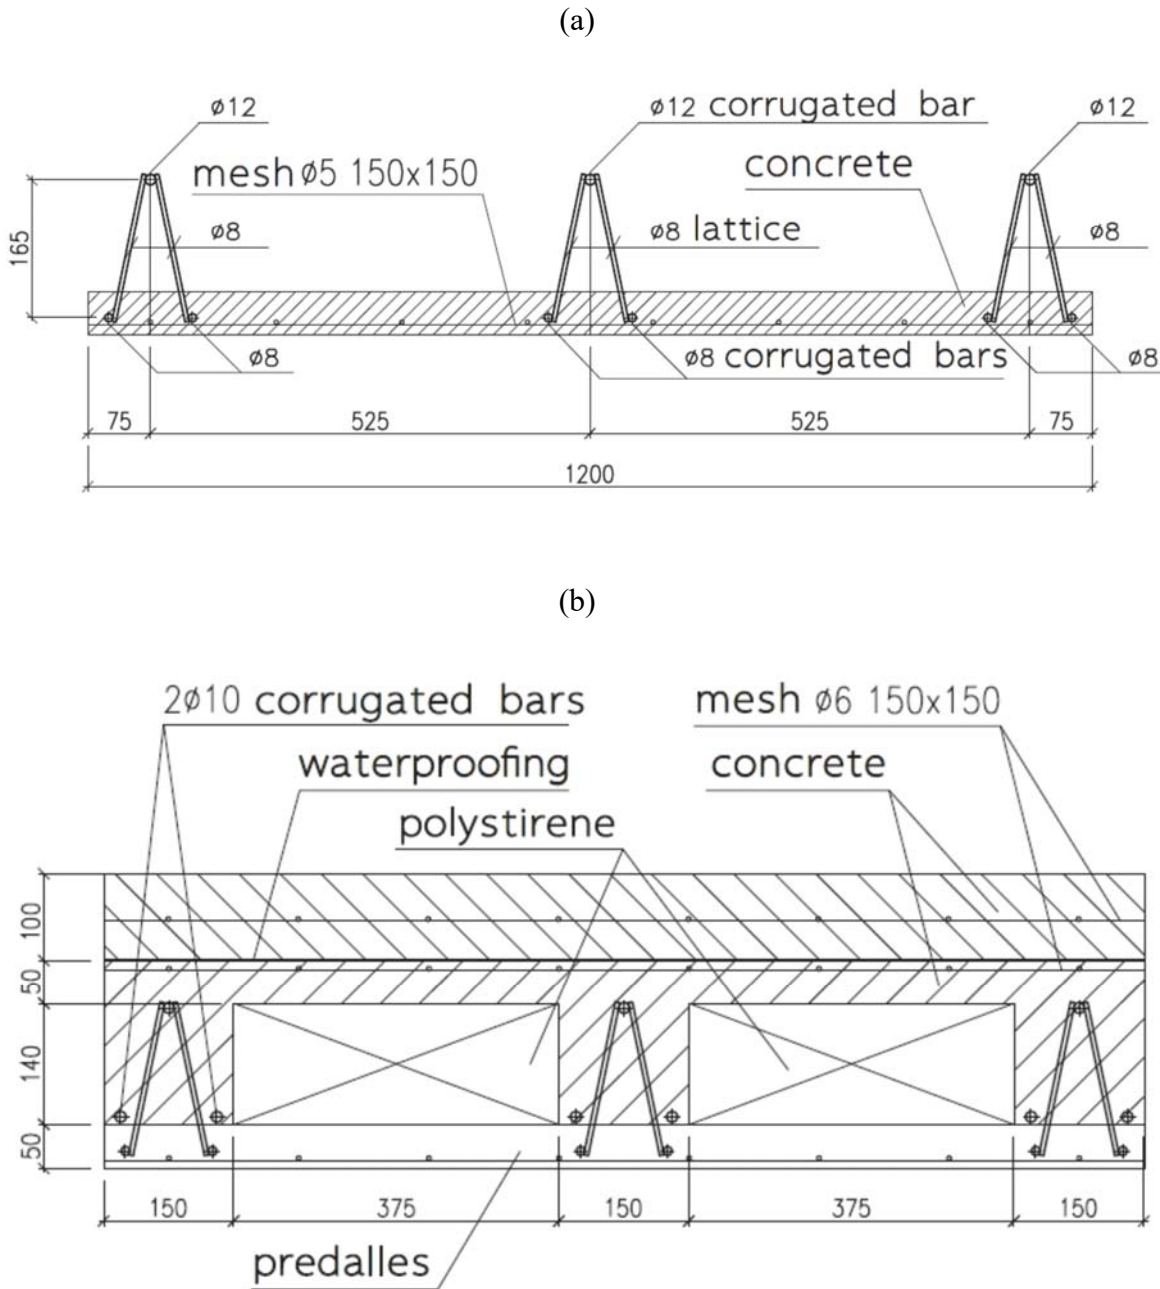 (a)
ø12
ø12 corrugated bar
ø12
mesh ø5 150x150
concrete
165
ø8
ø8 lattice
ø8
ø8
ø8 corrugated bars
ø8
75
525
525
75
1200
(b)
2ø10 corrugated bars
mesh ø6 150x150
waterproofing
concrete
polystirene
100
50
140
50
150
375
150
375
150
predalles